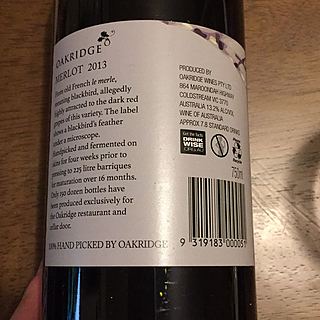 OAKRIDGE
MERLOT 2013
From old French le merle,
meaning blackbird, allegedly
highly attracted to the dark red
grapes of this variety. The label
shows a blackbird's feather
under a microscope.
Handpicked and fermented on
skins for four weeks prior to
pressing to 225 litre barriques
for maturation over 16 months.
Only 190 dozen bottles have
been produced exclusively for
the Oakridge restaurant and
cellar door.
100% HAND PICKED BY OAKRIDGE
PRODUCED BY
OAKRIDGE WINES PTY LTD
864 MAROONDAH HIGHWAY
COLDSTREAM VIC 3770
AUSTRALIA 13.2% ALC/VOL
WINE OF AUSTRALIA
APPROX 7.8 STANDARD DRINKS
Get the facts
DRINK
WISE
.ORG.AU
750ml
9 319183 000051